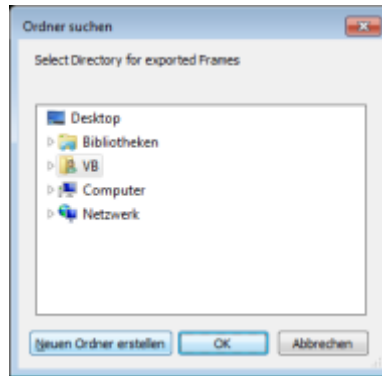 Ordner suchen
Select Directory for exported Frames
Desktop
Bibliotheken
VB
Computer
Netzwerk
Neuen Ordner erstellen OK Abbrechen